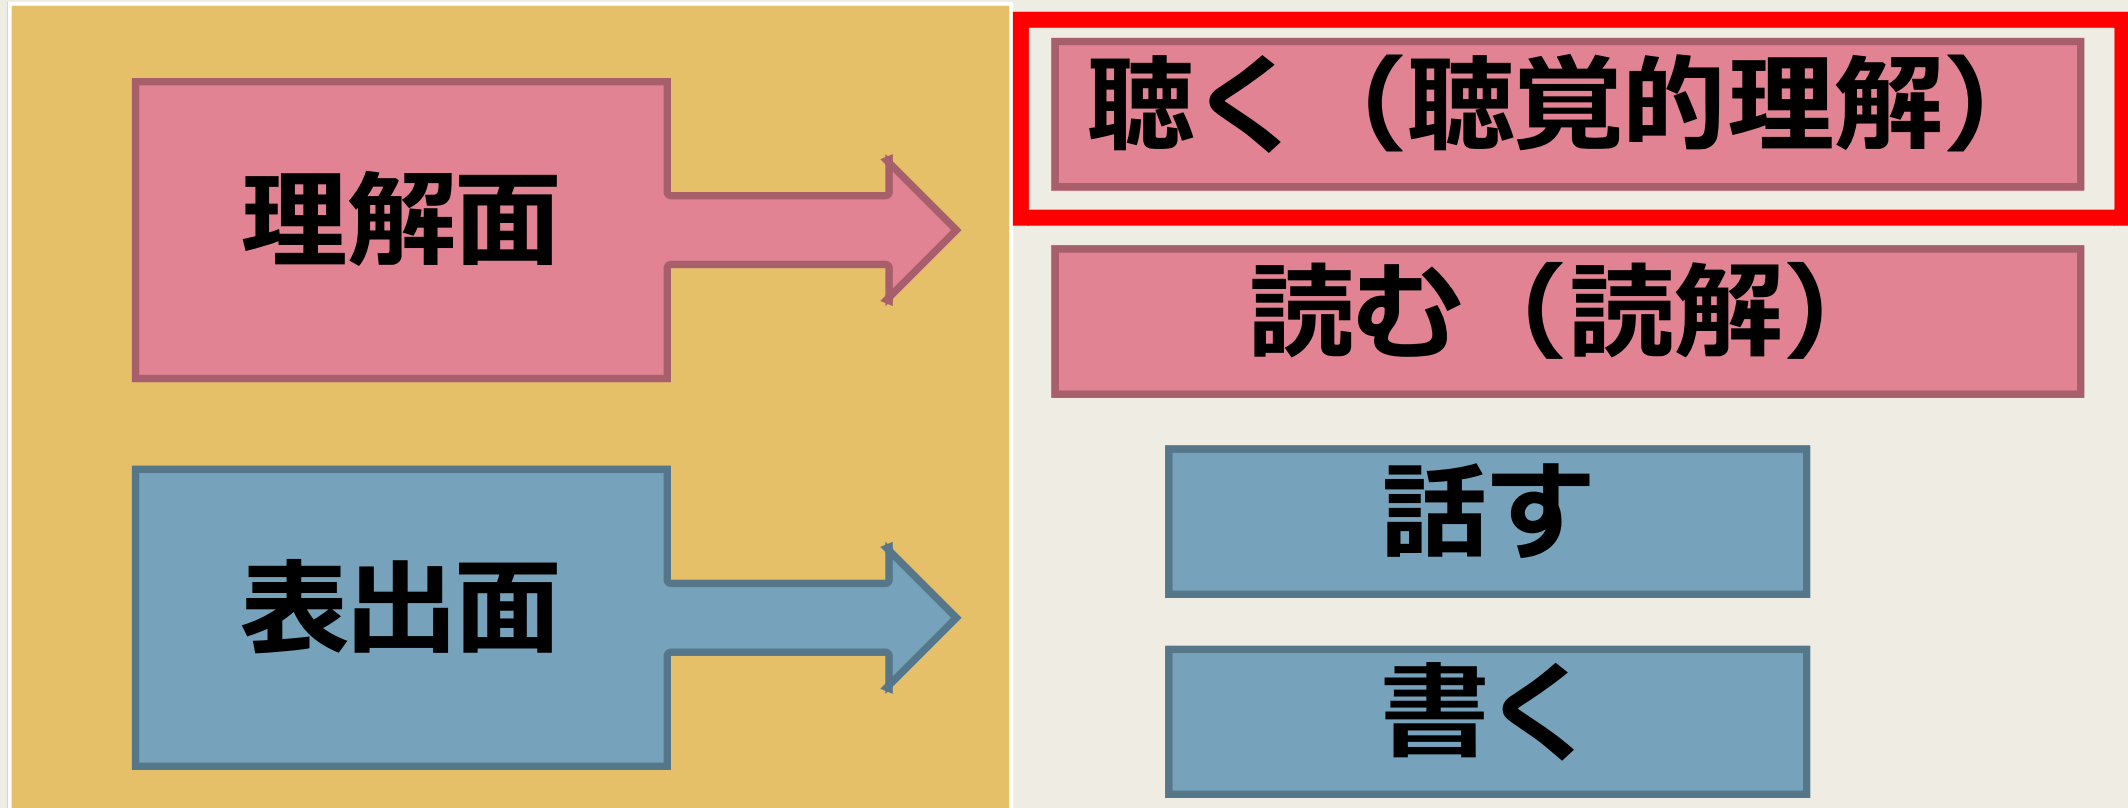 理解面
聴く（聴覚的理解）
読む（読解）
表出面
話す
書く